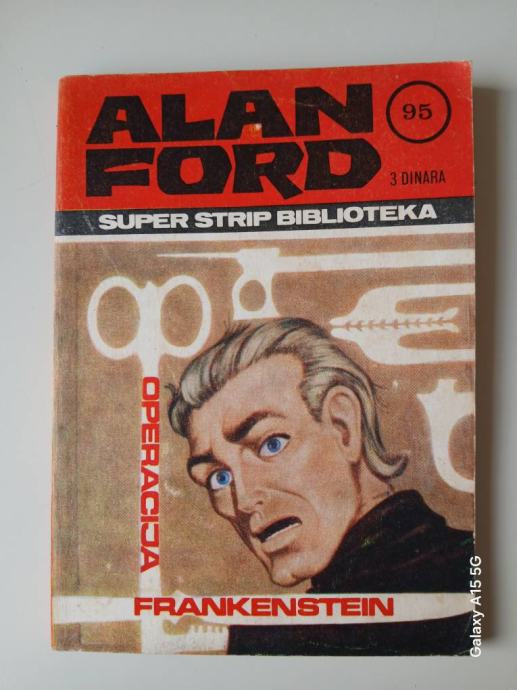 ALAN
FORD
95
3 DINARA
SUPER STRIP BIBLIOTEKA
OPERACIJA
FRANKENSTEIN
Galaxy A15 5G